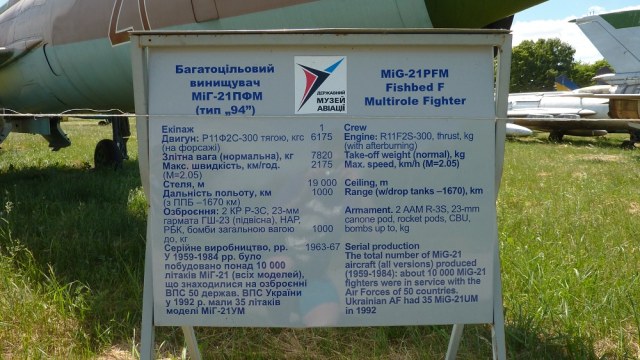 Багатоцільовий
винищувач
МіГ-21ПФМ
(тип „94”)
ДЕРЖАВНИЙ
МУЗЕЙ
АВІАЦІЇ
MiG-21PFM
Fishbed F
Multirole Fighter
Екіпаж
Двигун: Р11Ф2С-300 тягою, кгс 6175
(на форсажі)
Злітна вага (нормальна), кг 7820
Макс. швидкість, км/год. 2175
(М=2.05)
Стеля, м 19 000
Дальність польоту, км 1000
(з ППБ –1670 км)
Озброєння: 2 КР Р-3С, 23-мм
гармата ГШ-23 (підвісна), НАР,
РБК, бомби загальною вагою 1000
до, кг
Серійне виробництво, рр. 1963-67
У 1959-1984 рр. було
побудовано понад 10 000
літаків МіГ-21 (всіх моделей),
що знаходились на озброєнні
ВПС 50 держав. ВПС України
у 1992 р. мали 35 літаків
моделі МіГ-21УМ
Crew
Engine: R11F2S-300, thrust, kg
(with afterburning)
Take-off weight (normal), kg
Max. speed, km/h (M=2.05)
Ceiling, m
Range (w/drop tanks –1670), km
Armament. 2 AAM R-3S, 23-mm
canone pod, rocket pods, CBU,
bombs up to, kg
Serial production
The total number of MiG-21
aircraft (all versions) produced
(1959-1984): about 10 000 MiG-21
fighters were in service with the
Air Forces of 50 countries.
Ukrainian AF had 35 MiG-21UM
in 1992